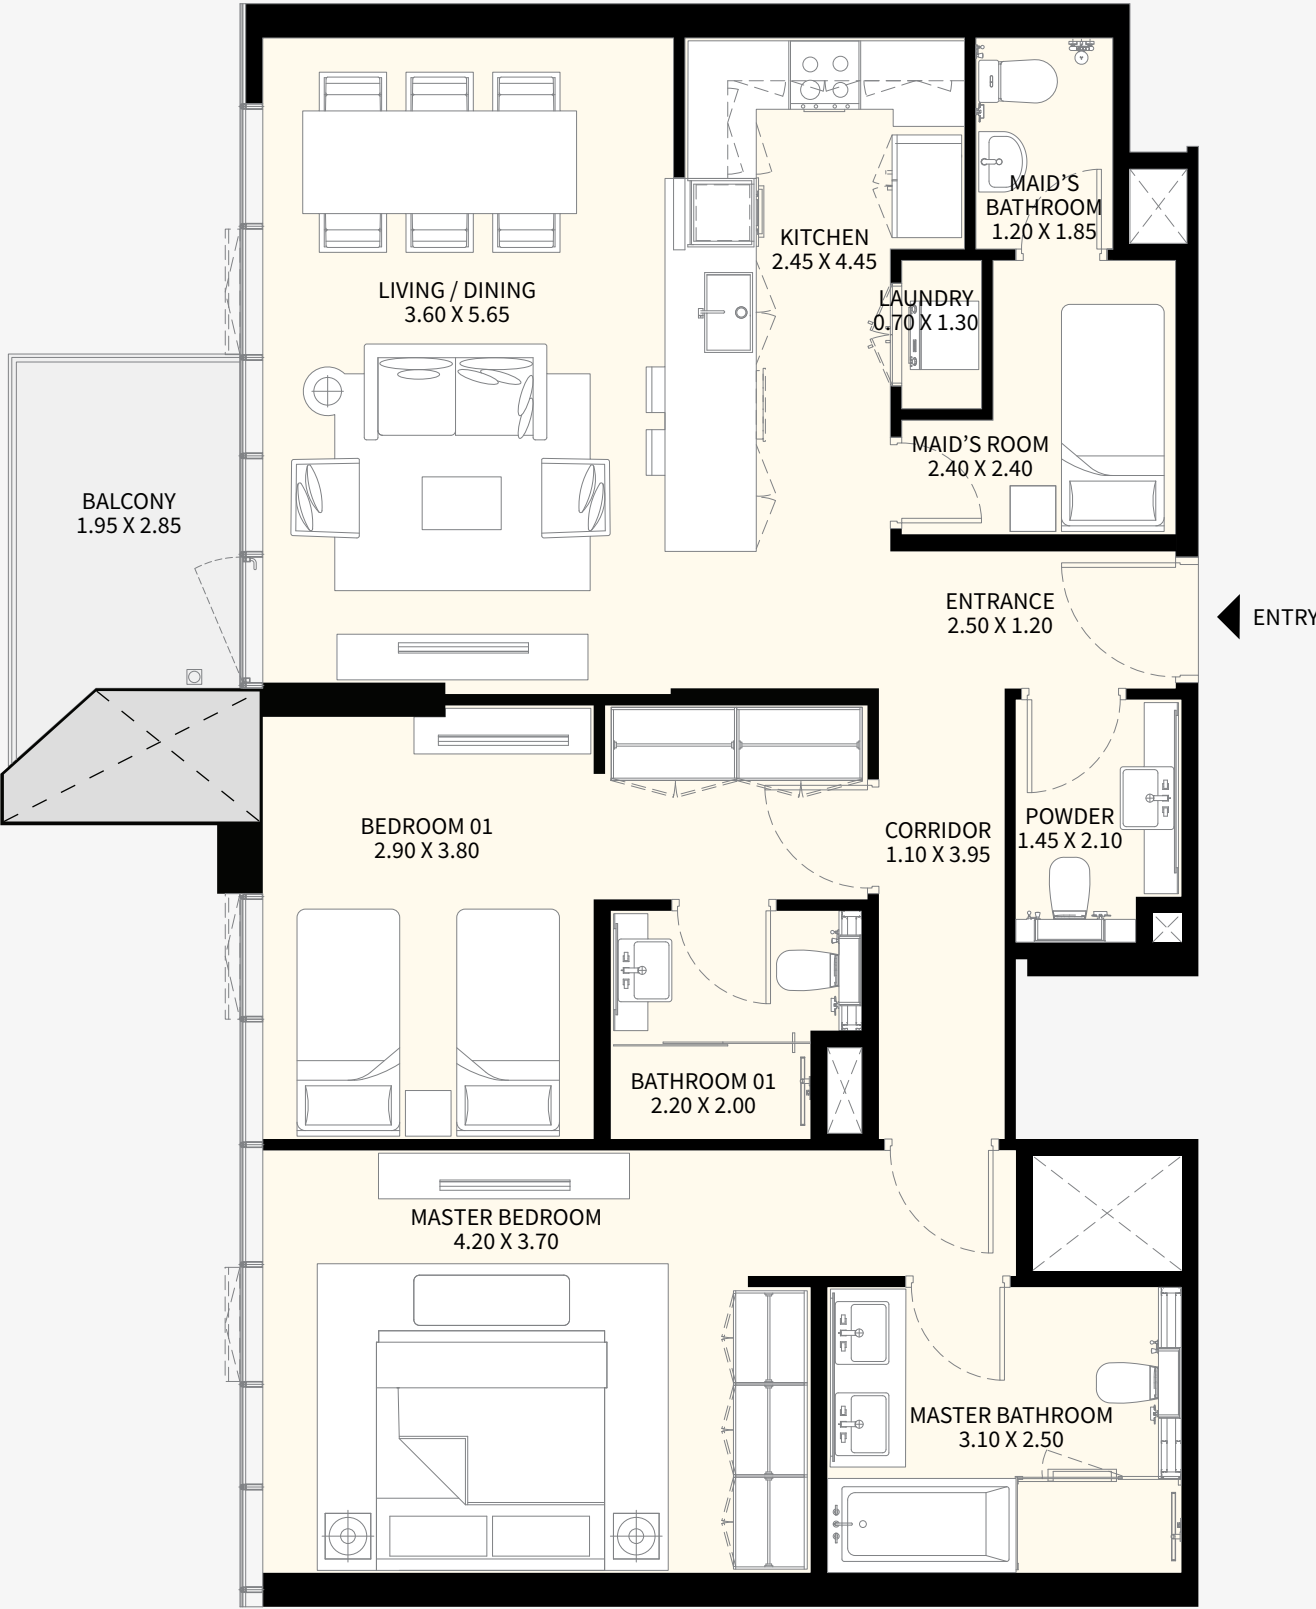 MAID’S
BATHROOM
1.20 X 1.85
KITCHEN
2.45 X 4.45
LIVING / DINING
3.60 X 5.65
LAUNDRY
0.70 X 1.30
MAID’S ROOM
2.40 X 2.40
BALCONY
1.95 X 2.85
ENTRANCE
2.50 X 1.20
ENTRY
BEDROOM 01
2.90 X 3.80
CORRIDOR
1.10 X 3.95
POWDER
1.45 X 2.10
BATHROOM 01
2.20 X 2.00
MASTER BEDROOM
4.20 X 3.70
MASTER BATHROOM
3.10 X 2.50